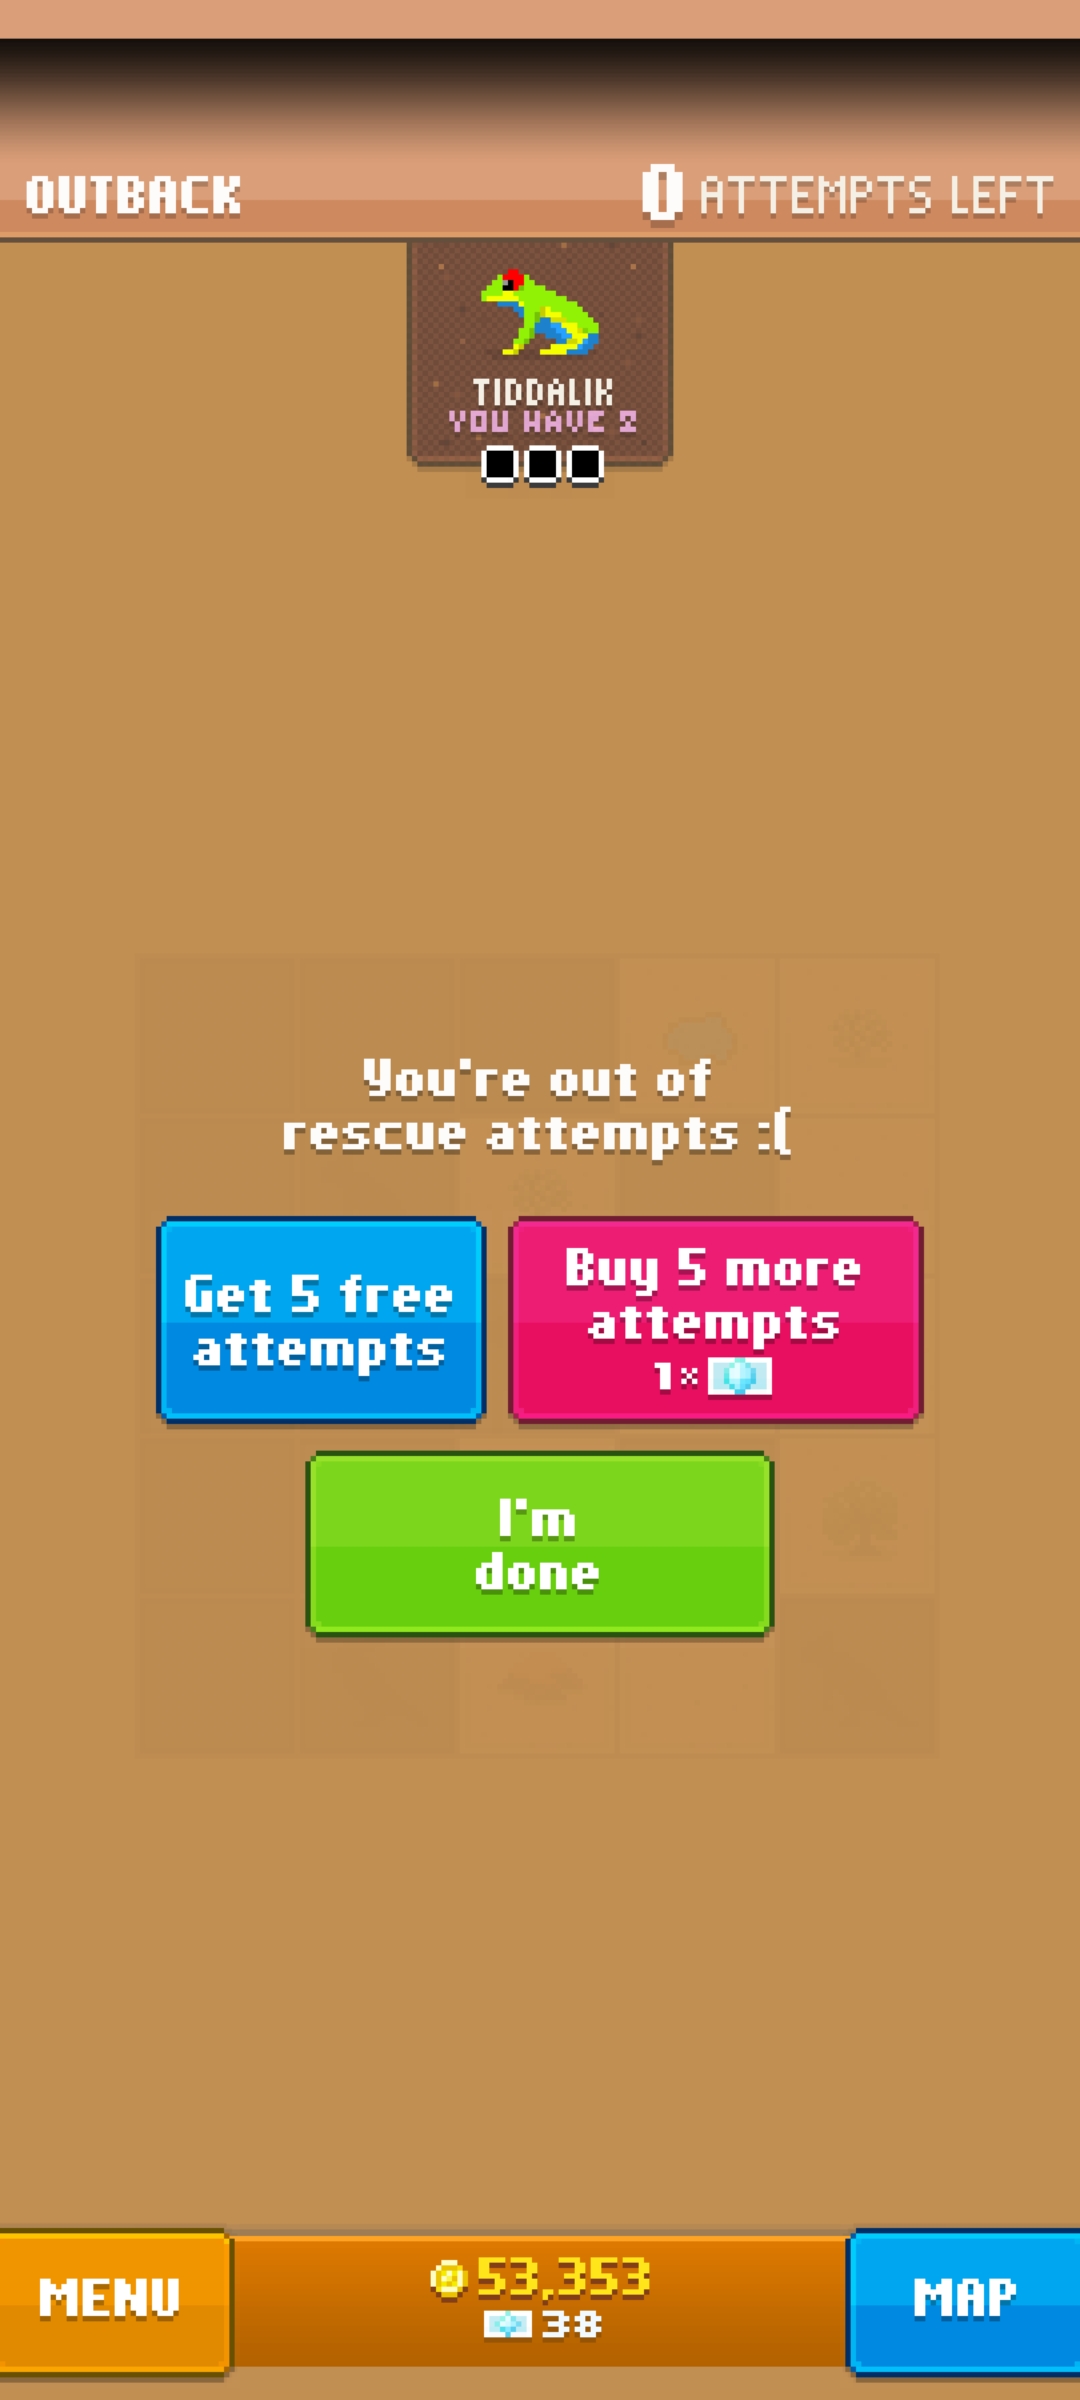 OUTBACK
0 ATTEMPTS LEFT
TIDDALIK
YOU HAVE 2
You're out of
rescue attempts :(
Get 5 free
attempts
Buy 5 more
attempts
1×
I'm
done
MENU
53,353
38
MAP